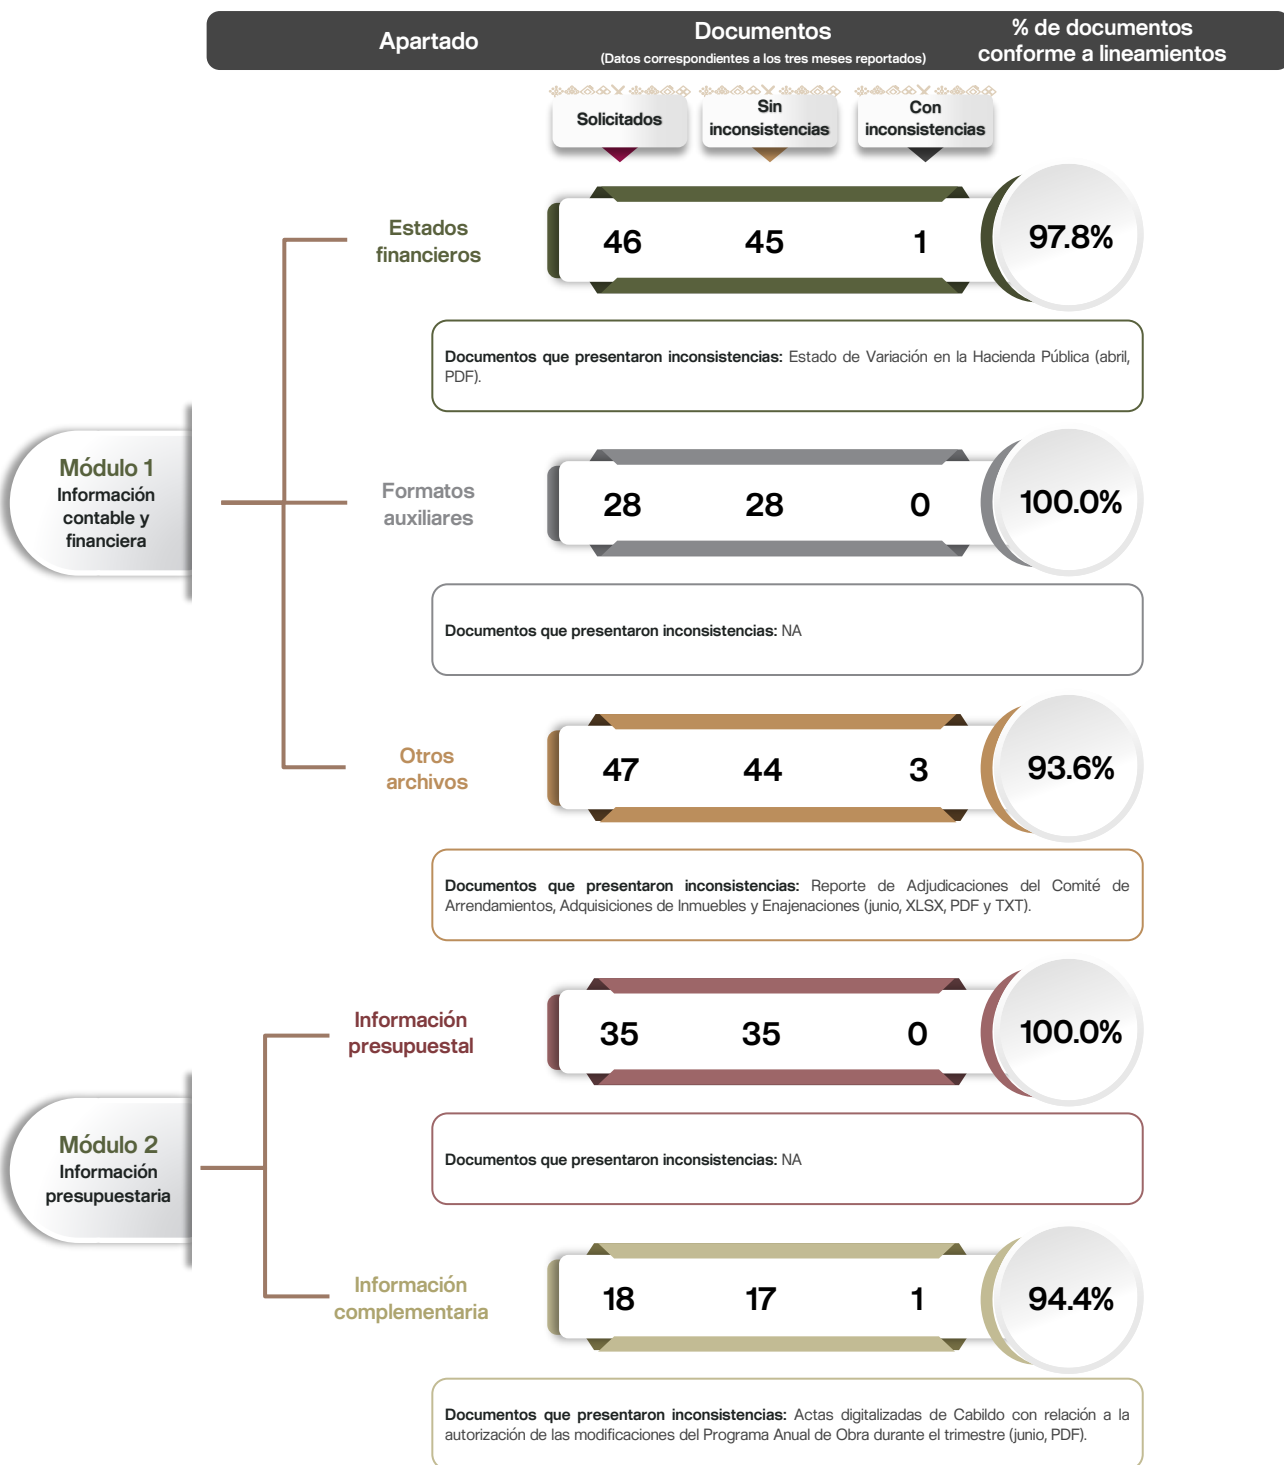 Apartado
Documentos
(Datos correspondientes a los tres meses reportados)
% de documentos
conforme a lineamientos
Solicitados
Sin
inconsistencias
Con
inconsistencias
Módulo 1
Información
contable y
financiera
Estados
financieros
46 45 1 97.8%
Documentos que presentaron inconsistencias: Estado de Variación en la Hacienda Pública (abril,
PDF).
Formatos
auxiliares
28 28 0 100.0%
Documentos que presentaron inconsistencias: NA
Otros
archivos
47 44 3 93.6%
Documentos que presentaron inconsistencias: Reporte de Adjudicaciones del Comité de
Arrendamientos, Adquisiciones de Inmuebles y Enajenaciones (junio, XLSX, PDF y TXT).
Módulo 2
Información
presupuestaria
Información
presupuestal
35 35 0 100.0%
Documentos que presentaron inconsistencias: NA
Información
complementaria
18 17 1 94.4%
Documentos que presentaron inconsistencias: Actas digitalizadas de Cabildo con relación a la
autorización de las modificaciones del Programa Anual de Obra durante el trimestre (junio, PDF).